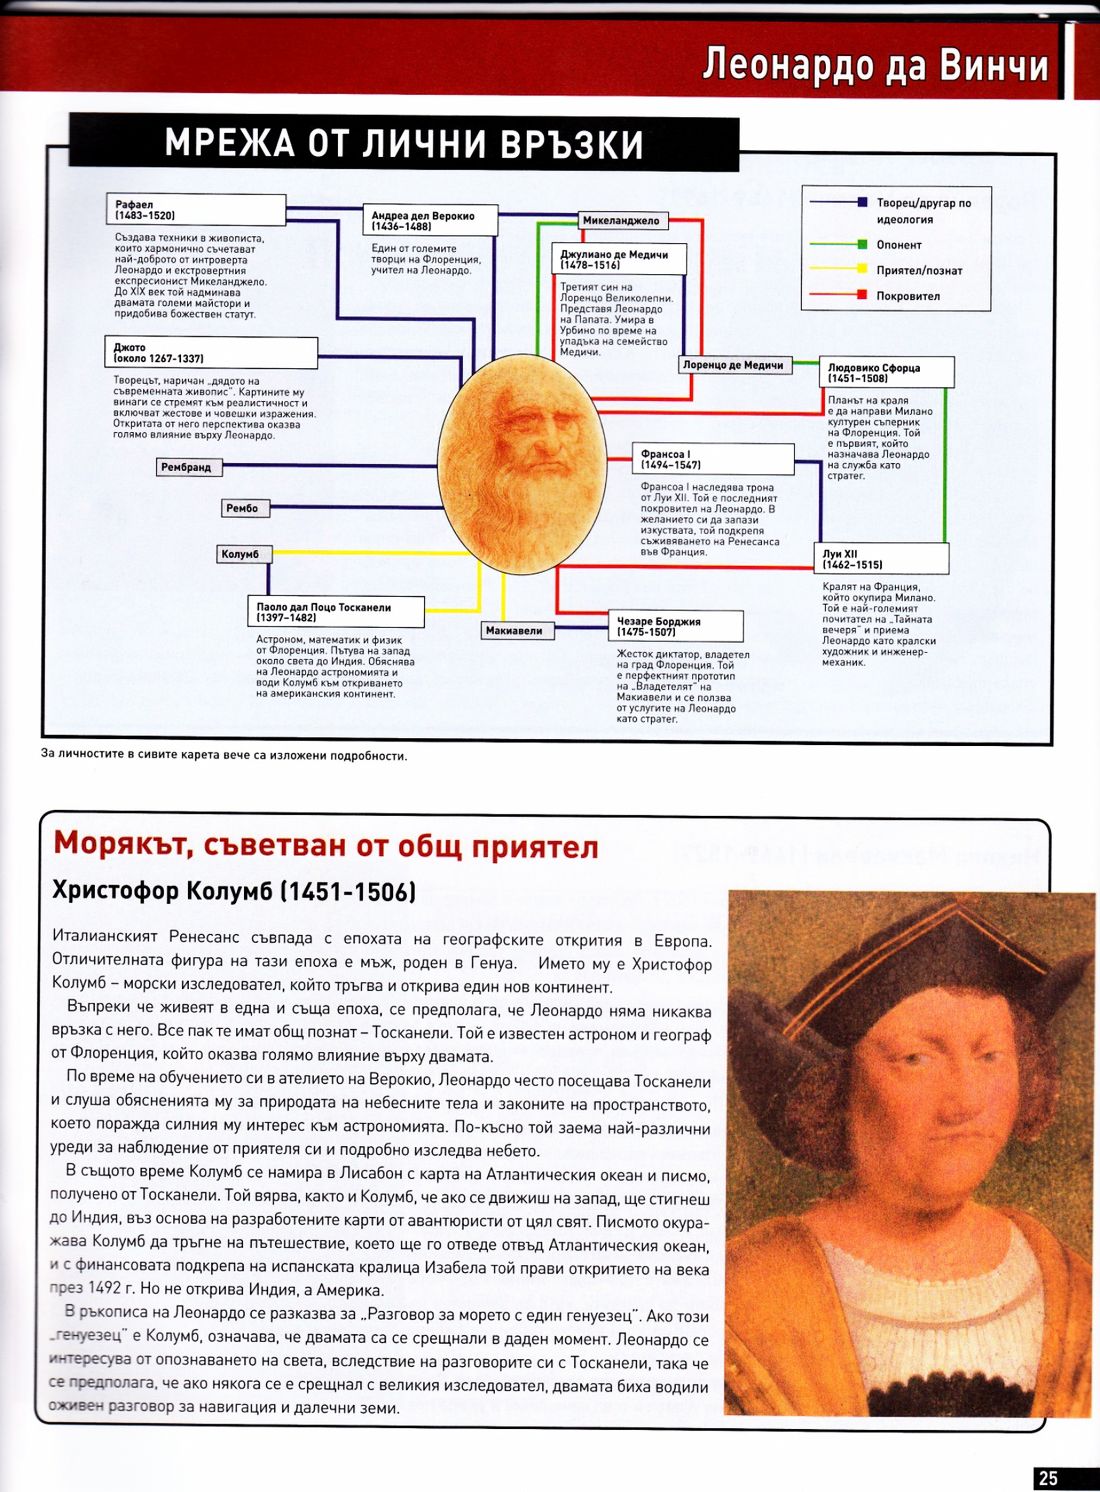 Леонардо да Винчи
МРЕЖА ОТ ЛИЧНИ ВРЪЗКИ
Рафаел
(1483–1520)
Създава техники в живописта,
които хармонично съчетават
най-доброто от интроверта
Леонардо и екстровертния
експресионист Микеланджело.
До XIX век той надминава
двамата големи майстори и
придобива божествен статут.
Андреа дел Верокио
(1436–1488)
Един от големите
творци на Флоренция,
учител на Леонардо.
Микеланджело
Джулиано де Медичи
(1478–1516)
Третият син на
Лоренцо Великолепни.
Представя Леонардо
на Папата. Умира в
Урбино по време на
упадъка на семейство
Медичи.
Творец/другар по
идеология
Опонент
Приятел/познат
Покровител
Джото
(около 1267-1337)
Творецът, наричан „дядото на
съвременната живопис“. Картините му
винаги се стремят към реалистичност и
включват жестове и човешки изражения.
Откритата от него перспектива оказва
голямо влияние върху Леонардо.
Лоренцо де Медичи
Людовико Сфорца
(1451–1508)
Планът на краля
е да направи Милано
културен съперник
на Флоренция. Той
е първият, който
назначава Леонардо
на служба като
стратег.
Рембранд
Рембо
Колумб
Франсоа I
(1494–1547)
Франсоа I наследява трона
от Луи XII. Той е последният
покровител на Леонардо. В
желанието си да запази
изкуствата, той подкрепя
съживяването на Ренесанса
във Франция.
Луи XII
(1462–1515)
Кралят на Франция,
който окупира Милано.
Той е най-големият
почитател на „Тайната
вечеря“ и приема
Леонардо като кралски
художник и инженер-
механик.
Паоло дал Поцо Тосканели
(1397–1482)
Астроном, математик и физик
от Флоренция. Пътува на запад
около света до Индия. Обяснява
на Леонардо астрономията и
води Колумб към откриването
на американския континент.
Макиавели
Чезаре Борджия
(1475-1507)
Жесток диктатор, владетел
на град Флоренция. Той
е перфектният прототип
на „Владетелят“ на
Макиавели и се ползва
от услугите на Леонардо
като стратег.
За личностите в сивите карета вече са изложени подробности.
Морякът, съветван от общ приятел
Христофор Колумб (1451-1506)
Италианският Ренесанс съвпада с епохата на географските открития в Европа.
Отличителната фигура на тази епоха е мъж, роден в Генуа. Името му е Христофор
Колумб – морски изследовател, който тръгва и открива един нов континент.
Въпреки че живеят в една и съща епоха, се предполага, че Леонардо няма никаква
връзка с него. Все пак те имат общ познат – Тосканели. Той е известен астроном и географ
от Флоренция, който оказва голямо влияние върху двамата.
По време на обучението си в ателието на Верокио, Леонардо често посещава Тосканели
и слуша обясненията му за природата на небесните тела и законите на пространството,
което поражда силния му интерес към астрономията. По-късно той заема най-различни
уреди за наблюдение от приятеля си и подробно изследва небето.
В същото време Колумб се намира в Лисабон с карта на Атлантическия океан и писмо,
получено от Тосканели. Той вярва, както и Колумб, че ако се движиш на запад, ще стигнеш
до Индия, въз основа на разработените карти от авантюристи от цял свят. Писмото окура-
жава Колумб да тръгне на пътешествие, което ще го отведе отвъд Атлантическия океан,
и с финансовата подкрепа на испанската кралица Изабела той прави откритието на века
през 1492 г. Но не открива Индия, а Америка.
В ръкописа на Леонардо се разказва за „Разговор за морето с един генуезец“. Ако този
„генуезец“ е Колумб, означава, че двамата са се срещнали в даден момент. Леонардо се
интересува от опознаването на света, вследствие на разговорите си с Тосканели, така че
се предполага, че ако някога се е срещнал с великия изследовател, двамата биха водили
оживен разговор за навигация и далечни земи.
25